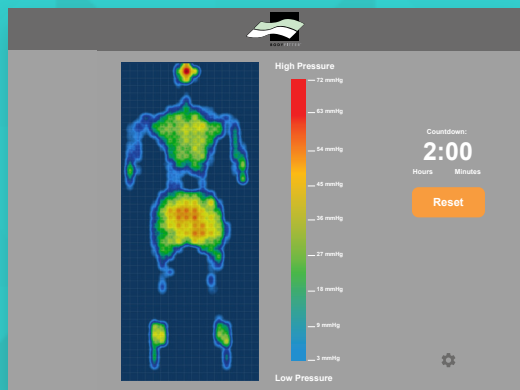 High Pressure
72 mmHg
63 mmHg
54 mmHg
45 mmHg
36 mmHg
27 mmHg
18 mmHg
9 mmHg
3 mmHg
Low Pressure
Countdown:
2:00
Hours Minutes
Reset